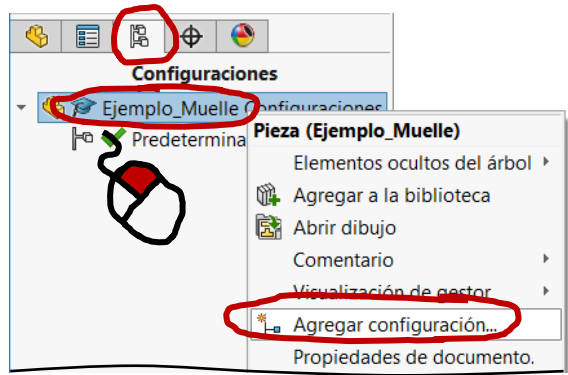 Configuraciones
Ejemplo_Muelle Configuraciones
Predetermina
Pieza (Ejemplo_Muelle)
Elementos ocultos del árbol
Agregar a la biblioteca
Abrir dibujo
Comentario
Visualización de gestor
Agregar configuración...
Propiedades de documento.